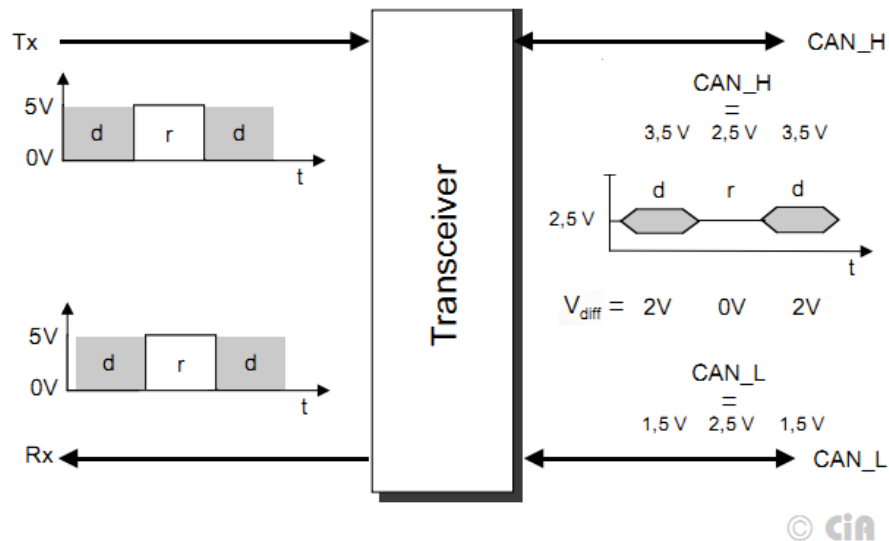 Tx
CAN_H
5V
d r d
0V
t
CAN_H
=
3,5 V 2,5 V 3,5 V
d r d
2,5 V
t
Transceiver
V diff = 2V 0V 2V
5V
d r d
0V
t
CAN_L
=
1,5 V 2,5 V 1,5 V
Rx
CAN_L
© CiA